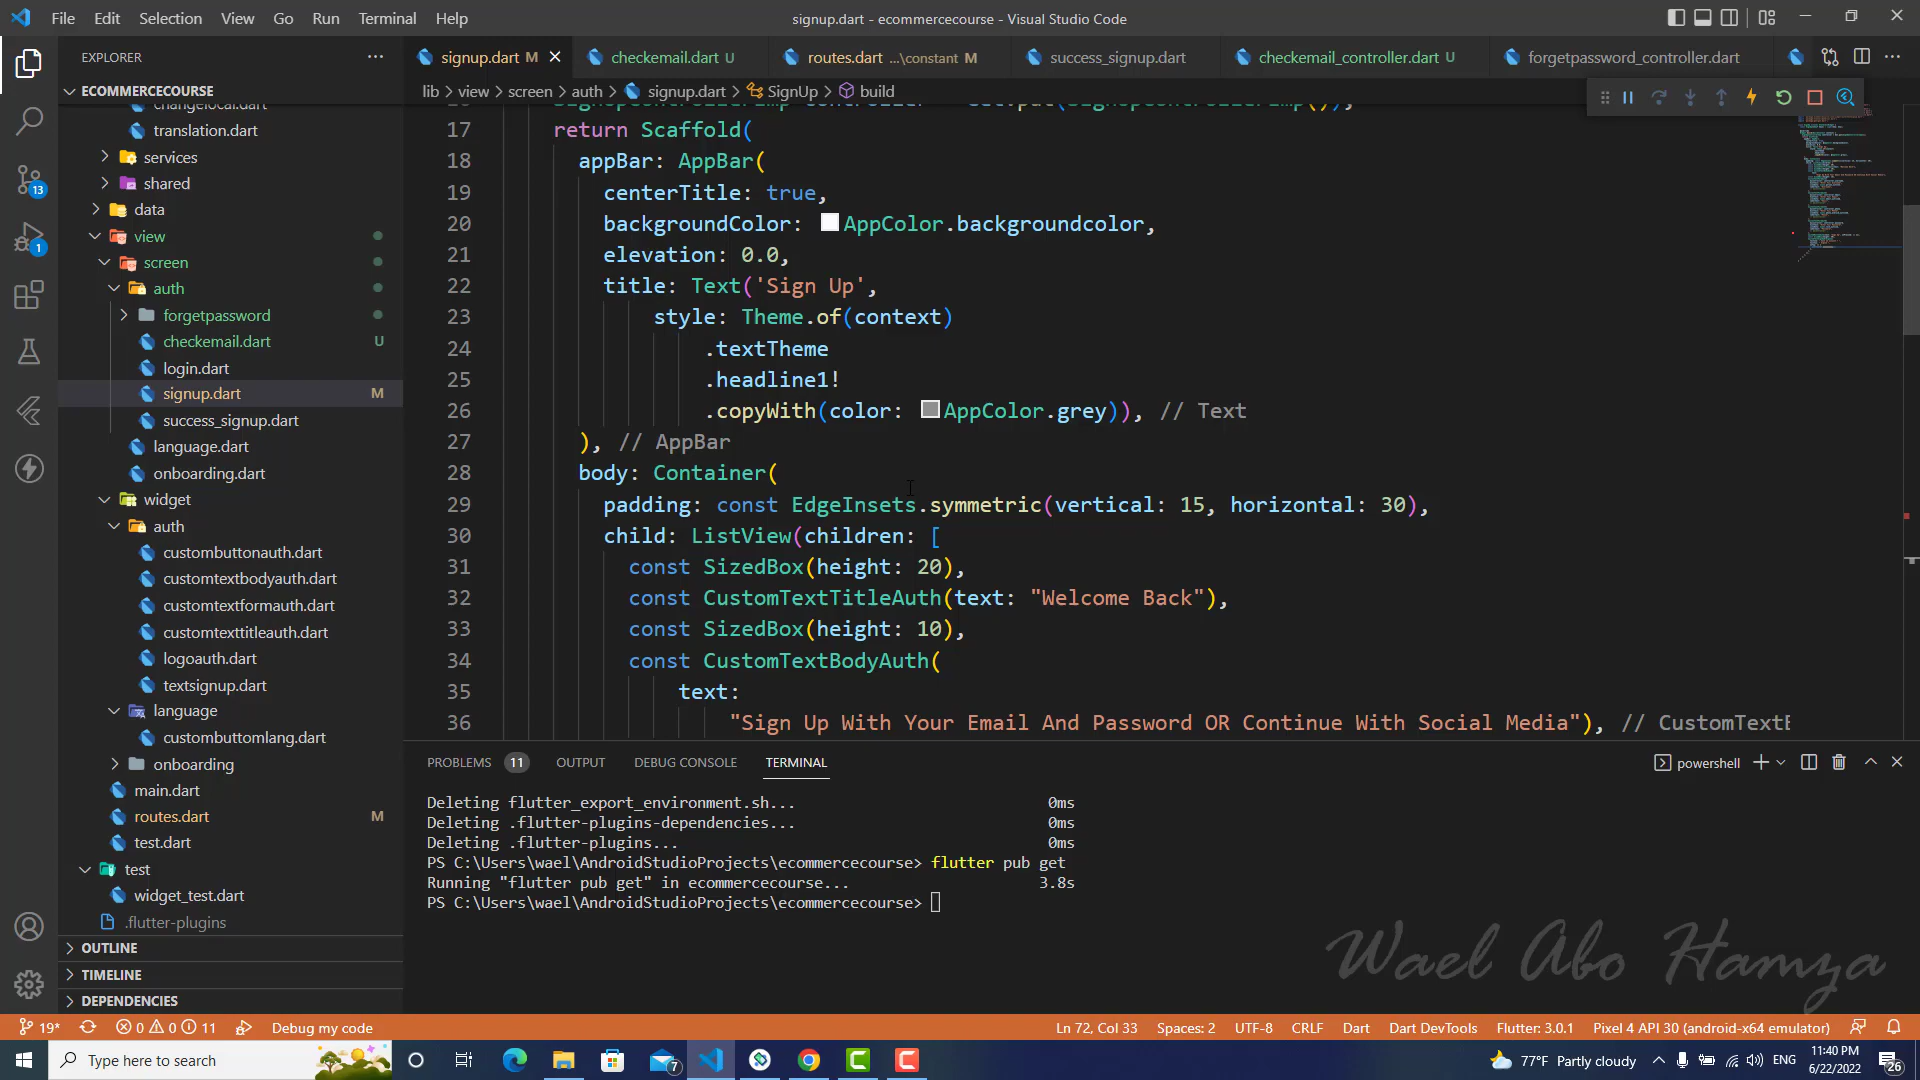 File Edit Selection View Go Run Terminal Help
signup.dart - ecommercecourse - Visual Studio Code
EXPLORER
signup.dart M
checkemail.dart U
routes.dart ...\constant M
success_signup.dart
checkemail_controller.dart U
forgetpassword_controller.dart
ECOMMERCECOURSE
lib > view > screen > auth > signup.dart > SignUp > build
changelocal.dart
translation.dart
services
shared
data
view
screen
auth
forgetpassword
checkemail.dart U
login.dart
signup.dart M
success_signup.dart
language.dart
onboarding.dart
widget
auth
custombuttonauth.dart
customtextbodyauth.dart
customtextformauth.dart
customtexttitleauth.dart
logoauth.dart
textsignup.dart
language
custombuttomlang.dart
onboarding
main.dart
routes.dart M
test.dart
test
widget_test.dart
.flutter-plugins
OUTLINE
TIMELINE
DEPENDENCIES
13
1
16 SignUpControllerImp controller = Get.put(SignUpControllerImp());
17 return Scaffold(
18 appBar: AppBar(
19 centerTitle: true,
20 backgroundColor: AppColor.backgroundcolor,
21 elevation: 0.0,
22 title: Text('Sign Up',
23 style: Theme.of(context)
24 .textTheme
25 .headline1!
26 .copyWith(color: AppColor.grey)), // Text
27 ), // AppBar
28 body: Container(
29 padding: const EdgeInsets.symmetric(vertical: 15, horizontal: 30),
30 child: ListView(children: [
31 const SizedBox(height: 20),
32 const CustomTextTitleAuth(text: "Welcome Back"),
33 const SizedBox(height: 10),
34 const CustomTextBodyAuth(
35 text:
36 "Sign Up With Your Email And Password OR Continue With Social Media"), // CustomTextB
PROBLEMS 11 OUTPUT DEBUG CONSOLE TERMINAL
powershell
Deleting flutter_export_environment.sh... 0ms
Deleting .flutter-plugins-dependencies... 0ms
Deleting .flutter-plugins... 0ms
PS C:\Users\wael\AndroidStudioProjects\ecommercecourse> flutter pub get
Running "flutter pub get" in ecommercecourse... 3.8s
PS C:\Users\wael\AndroidStudioProjects\ecommercecourse>
Wael Abo Hamza
19* 0 0 11 Debug my code
Ln 72, Col 33 Spaces: 2 UTF-8 CRLF Dart Dart DevTools Flutter: 3.0.1 Pixel 4 API 30 (android-x64 emulator)
Type here to search
7
77°F Partly cloudy
ENG
11:40 PM
6/22/2022
26